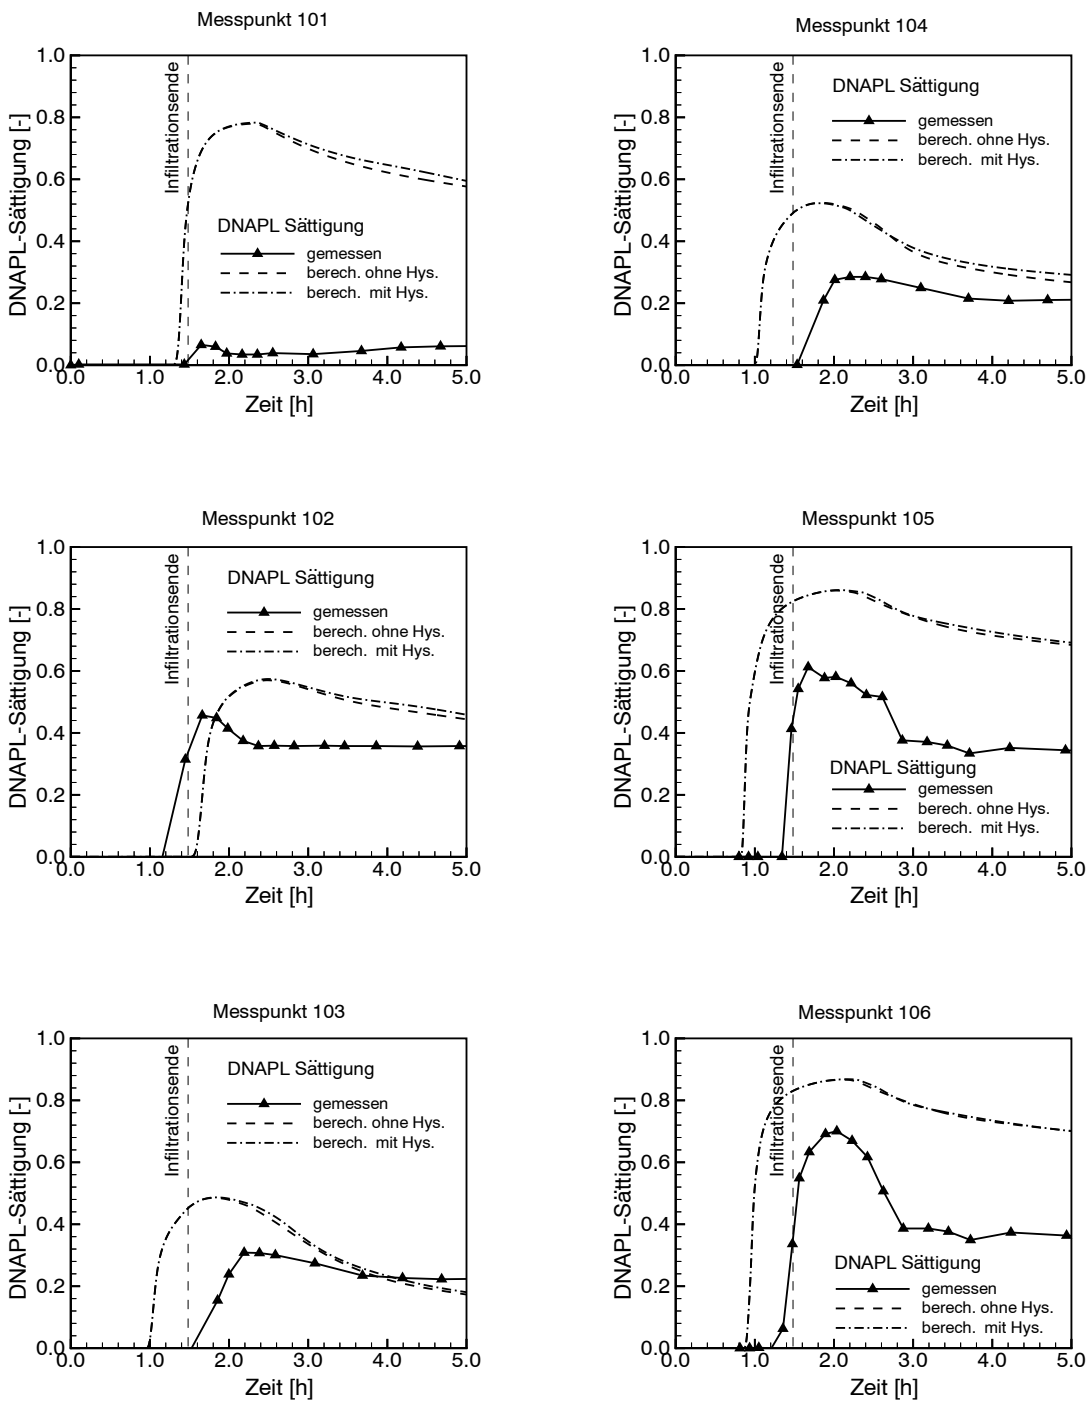 Messpunkt 101
1.0
0.8
0.6
0.4
0.2
0.0
DNAPL-Sättigung [-]
Infiltrationsende
DNAPL Sättigung
gemessen
berech. ohne Hys.
berech. mit Hys.
0.0 1.0 2.0 3.0 4.0 5.0
Zeit [h]
Messpunkt 104
1.0
0.8
0.6
0.4
0.2
0.0
DNAPL-Sättigung [-]
Infiltrationsende
DNAPL Sättigung
gemessen
berech. ohne Hys.
berech. mit Hys.
0.0 1.0 2.0 3.0 4.0 5.0
Zeit [h]
Messpunkt 102
1.0
0.8
0.6
0.4
0.2
0.0
DNAPL-Sättigung [-]
Infiltrationsende
DNAPL Sättigung
gemessen
berech. ohne Hys.
berech. mit Hys.
0.0 1.0 2.0 3.0 4.0 5.0
Zeit [h]
Messpunkt 105
1.0
0.8
0.6
0.4
0.2
0.0
DNAPL-Sättigung [-]
Infiltrationsende
DNAPL Sättigung
gemessen
berech. ohne Hys.
berech. mit Hys.
0.0 1.0 2.0 3.0 4.0 5.0
Zeit [h]
Messpunkt 103
1.0
0.8
0.6
0.4
0.2
0.0
DNAPL-Sättigung [-]
Infiltrationsende
DNAPL Sättigung
gemessen
berech. ohne Hys.
berech. mit Hys.
0.0 1.0 2.0 3.0 4.0 5.0
Zeit [h]
Messpunkt 106
1.0
0.8
0.6
0.4
0.2
0.0
DNAPL-Sättigung [-]
Infiltrationsende
DNAPL Sättigung
gemessen
berech. ohne Hys.
berech. mit Hys.
0.0 1.0 2.0 3.0 4.0 5.0
Zeit [h]